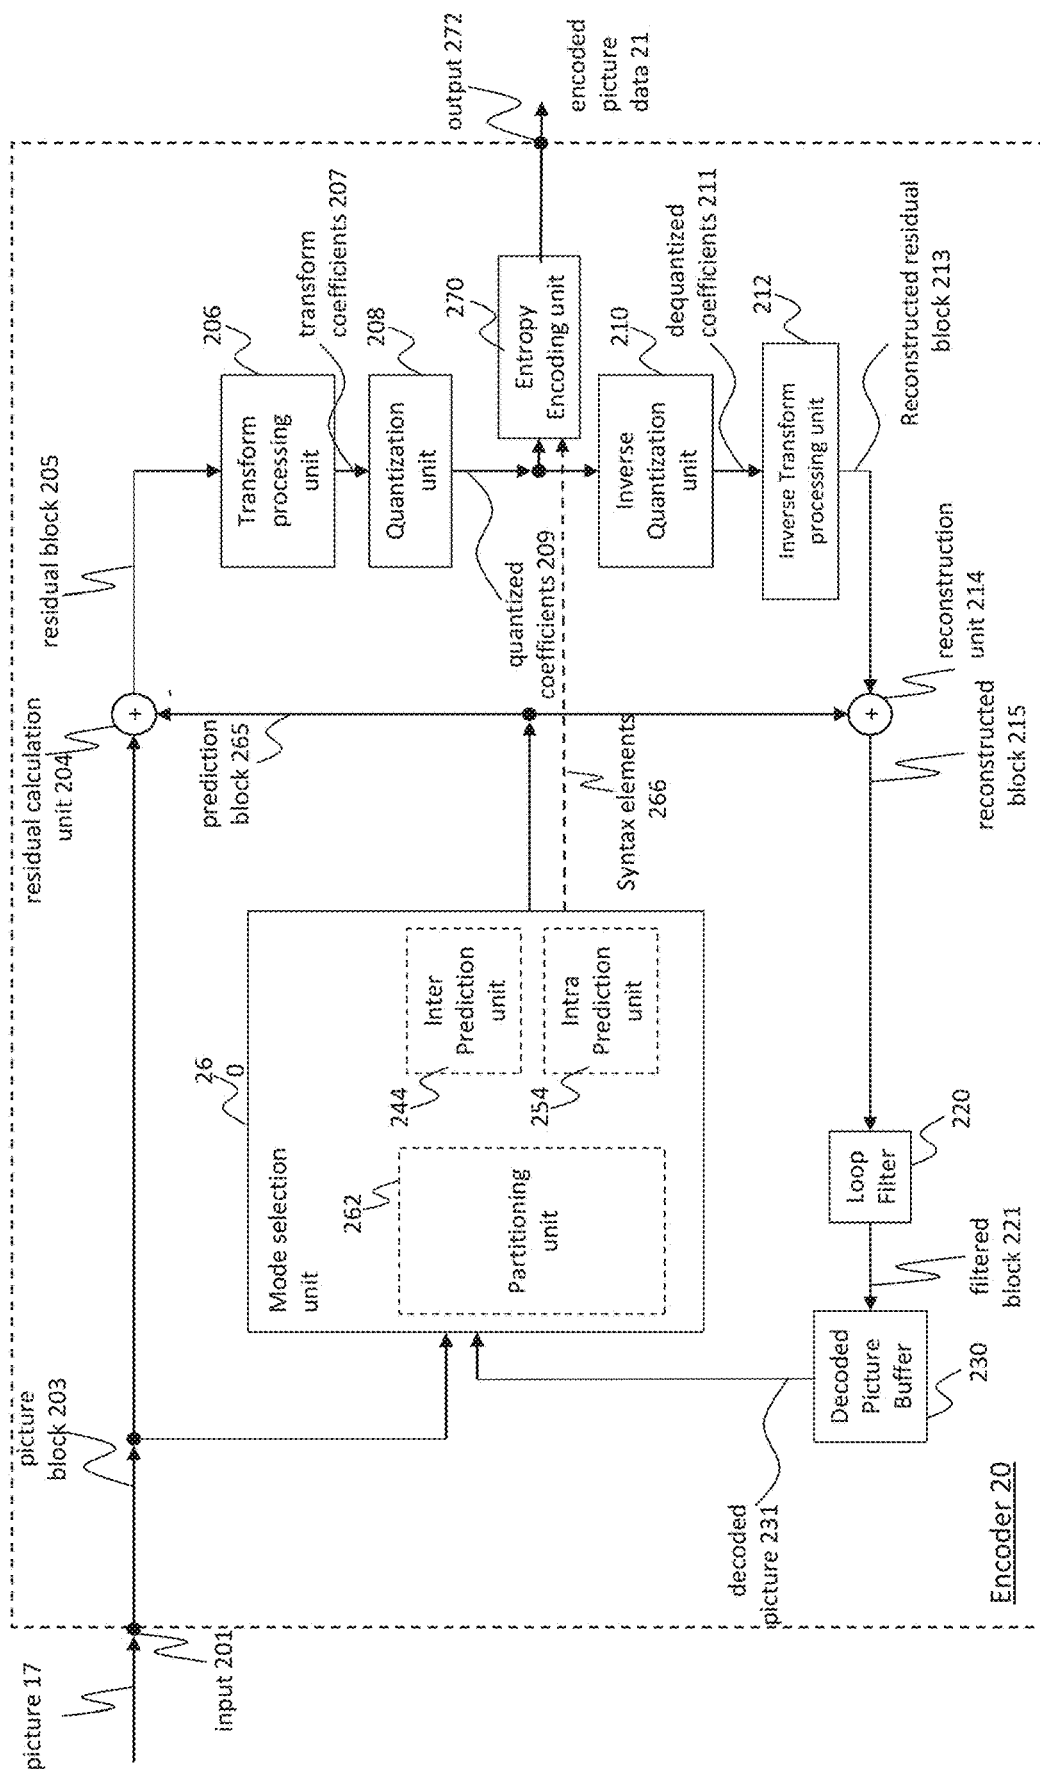 picture 17
input 201
picture
block 203
residual calculation
unit 204
residual block 205
prediction
block 265
206
Transform
processing
unit
transform
coefficients 207
208
Quantization
unit
quantized
coefficients 209
270
Entropy
Encoding unit
output 272
encoded
picture
data 21
Syntax elements
266
210
Inverse
Quantization
unit
dequantized
coefficients 211
212
Inverse Transform
processing unit
Reconstructed residual
block 213
reconstruction
unit 214
reconstructed
block 215
26
0
Mode selection
unit
262
Partitioning
unit
244
Inter
Prediction
unit
254
Intra
Prediction
unit
220
Loop
Filter
filtered
block 221
Decoded
Picture
Buffer
230
decoded
picture 231
Encoder 20
+
+